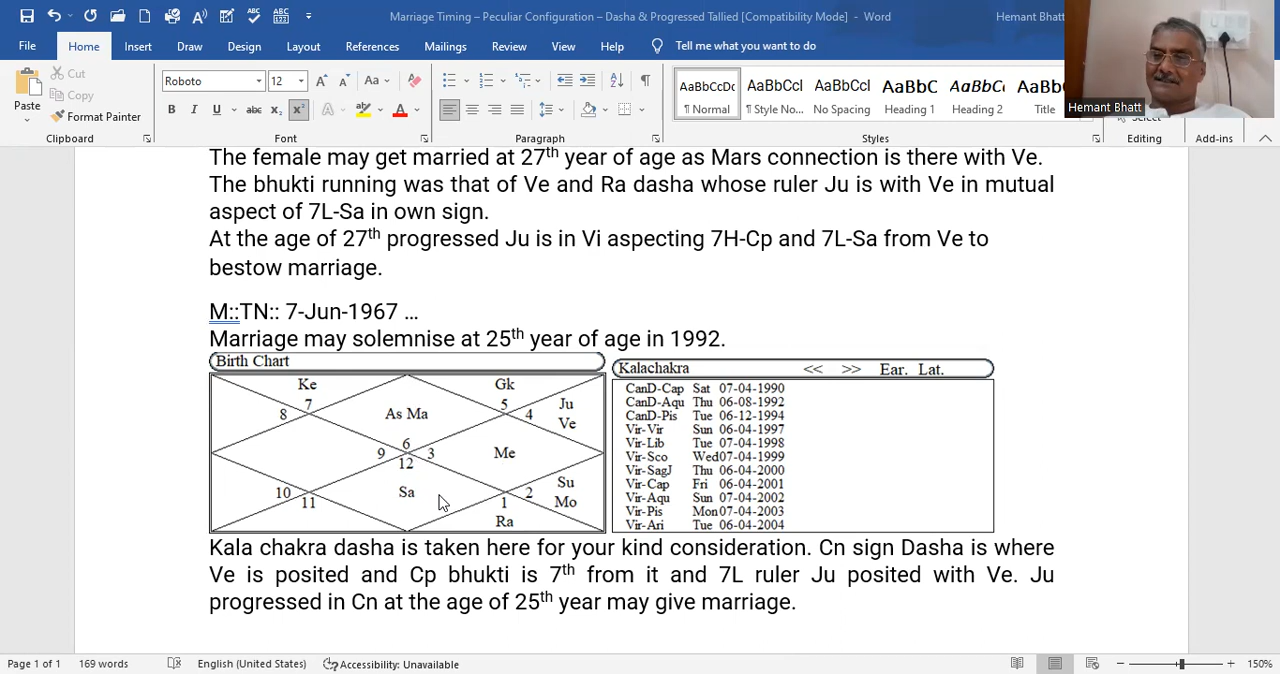 Marriage Timing – Peculiar Configuration – Dasha & Progressed Tallied [Compatibility Mode] - Word
Hemant Bhatt
File Home Insert Draw Design Layout References Mailings Review View Help Tell me what you want to do
Paste
Cut
Copy
Format Painter
Clipboard
Roboto 12
Font
Paragraph
AaBbCcDc AaBbCcI AaBbCcI AaBbC AaBbCc AaBb
¶ Normal ¶ Style No... No Spacing Heading 1 Heading 2 Title
Styles
Select
Editing
Add-ins
Hemant Bhatt
The female may get married at 27th year of age as Mars connection is there with Ve.
The bhukti running was that of Ve and Ra dasha whose ruler Ju is with Ve in mutual
aspect of 7L-Sa in own sign.
At the age of 27th progressed Ju is in Vi aspecting 7H-Cp and 7L-Sa from Ve to
bestow marriage.
M::TN:: 7-Jun-1967 ...
Marriage may solemnise at 25th year of age in 1992.
Birth Chart
Ke Gk
7 5 Ju
8 As Ma 4 Ve
6
9 3 Me
12
Sa Su
10 2 Mo
11 1
Ra
Kalachakra << >> Ear. Lat.
CanD-Cap Sat 07-04-1990
CanD-Aqu Thu 06-08-1992
CanD-Pis Tue 06-12-1994
Vir-Vir Sun 06-04-1997
Vir-Lib Tue 07-04-1998
Vir-Sco Wed07-04-1999
Vir-SagJ Thu 06-04-2000
Vir-Cap Fri 06-04-2001
Vir-Aqu Sun 07-04-2002
Vir-Pis Mon07-04-2003
Vir-Ari Tue 06-04-2004
Kala chakra dasha is taken here for your kind consideration. Cn sign Dasha is where
Ve is posited and Cp bhukti is 7th from it and 7L ruler Ju posited with Ve. Ju
progressed in Cn at the age of 25th year may give marriage.
Page 1 of 1 169 words English (United States) Accessibility: Unavailable 150%